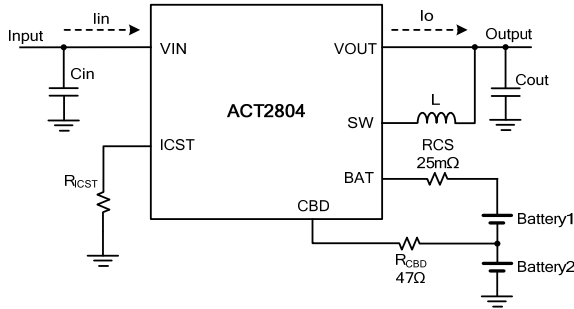 Iin
Io
Input
Output
VIN
VOUT
Cin
Cout
ACT2804
L
SW
ICST
RCS
25mΩ
RICST
BAT
CBD
Battery1
RCBD
47Ω
Battery2